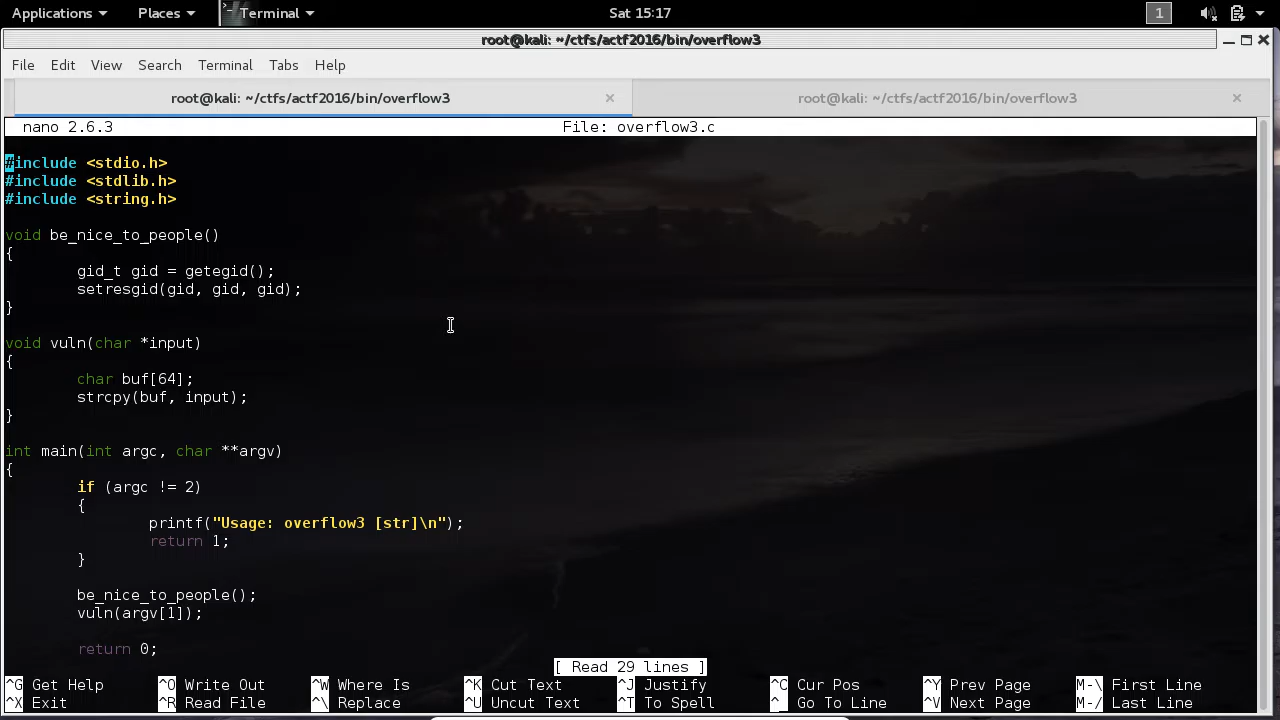 Applications Places Terminal Sat 15:17 1
root@kali: ~/ctfs/actf2016/bin/overflow3
File Edit View Search Terminal Tabs Help
root@kali: ~/ctfs/actf2016/bin/overflow3 × root@kali: ~/ctfs/actf2016/bin/overflow3 ×
nano 2.6.3 File: overflow3.c
#include <stdio.h>
#include <stdlib.h>
#include <string.h>
void be_nice_to_people()
{
gid_t gid = getegid();
setresgid(gid, gid, gid);
}
void vuln(char *input)
{
char buf[64];
strcpy(buf, input);
}
int main(int argc, char **argv)
{
if (argc != 2)
{
printf("Usage: overflow3 [str]\n");
return 1;
}
be_nice_to_people();
vuln(argv[1]);
return 0;
[ Read 29 lines ]
^G Get Help ^O Write Out ^W Where Is ^K Cut Text ^J Justify ^C Cur Pos ^Y Prev Page M-\ First Line
^X Exit ^R Read File ^\ Replace ^U Uncut Text ^T To Spell ^_ Go To Line ^V Next Page M-/ Last Line